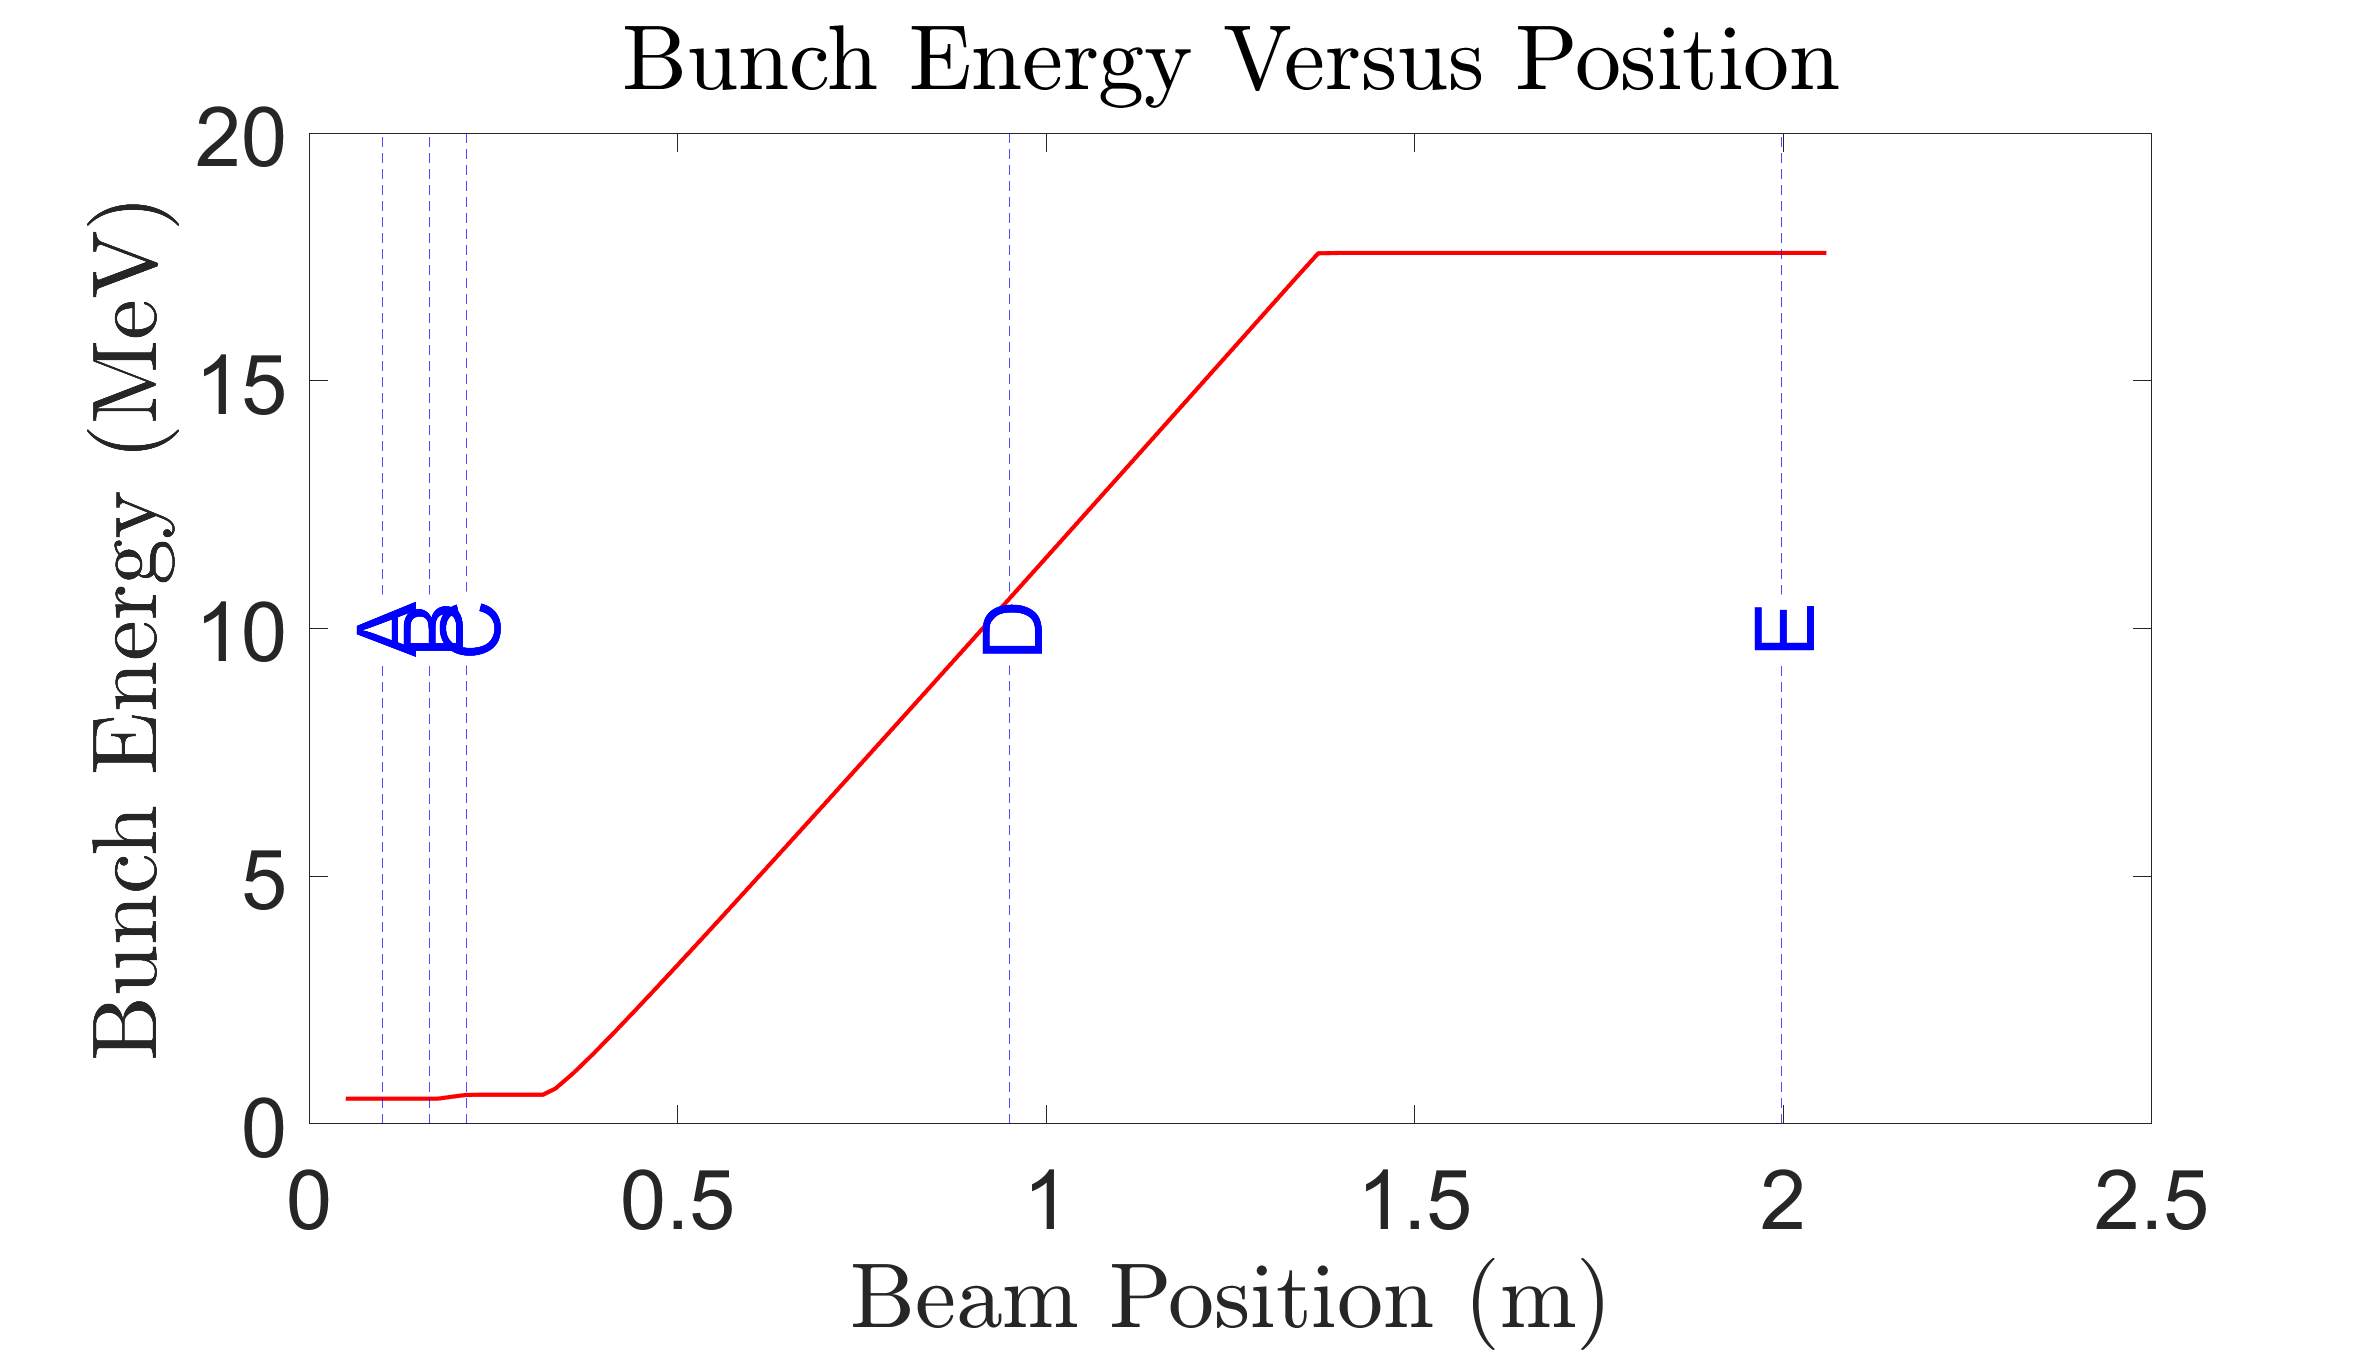 Bunch Energy Versus Position
Bunch Energy (MeV)
20
15
10
5
0
A B C D E
0 0.5 1 1.5 2 2.5
Beam Position (m)